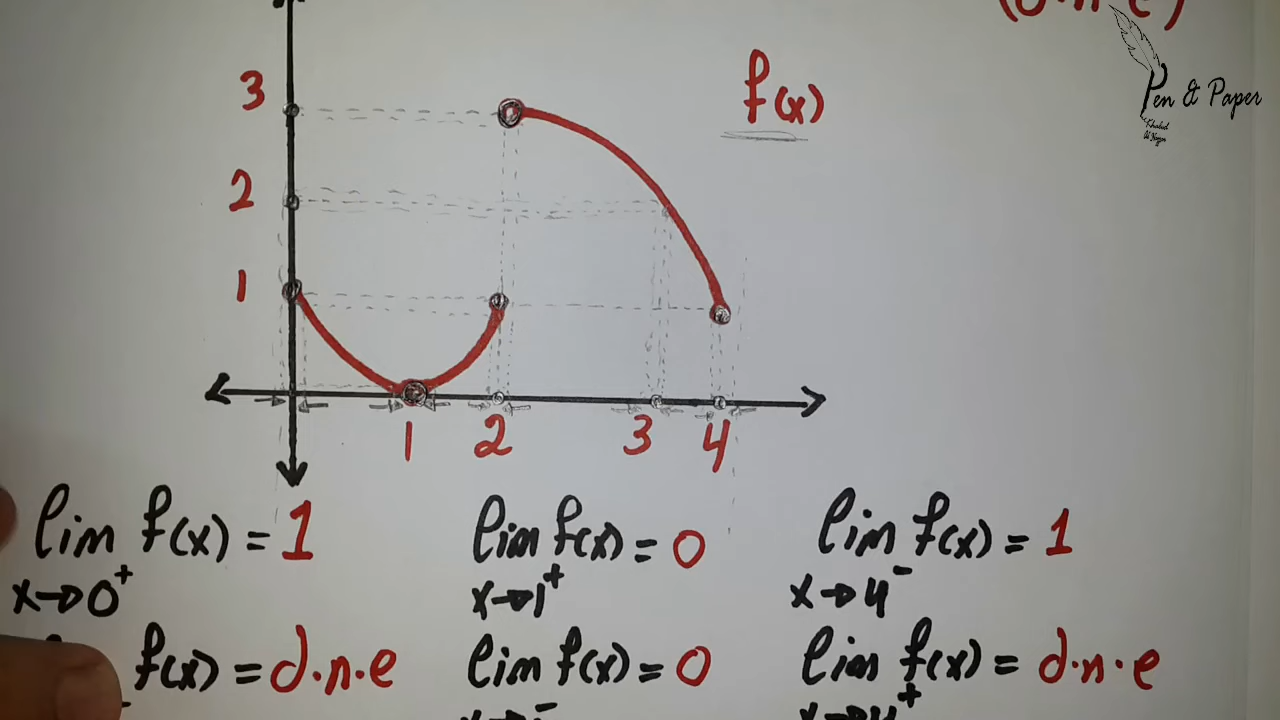 (d.n.e)
Pen & Paper
Khalid
3
f(x)
2
1
1 2 3 4
lim f(x) = 1 lim f(x) = 0 lim f(x) = 1
x→0⁺ x→1⁺ x→4⁻
f(x) = d.n.e lim f(x) = 0 lim f(x) = d.n.e